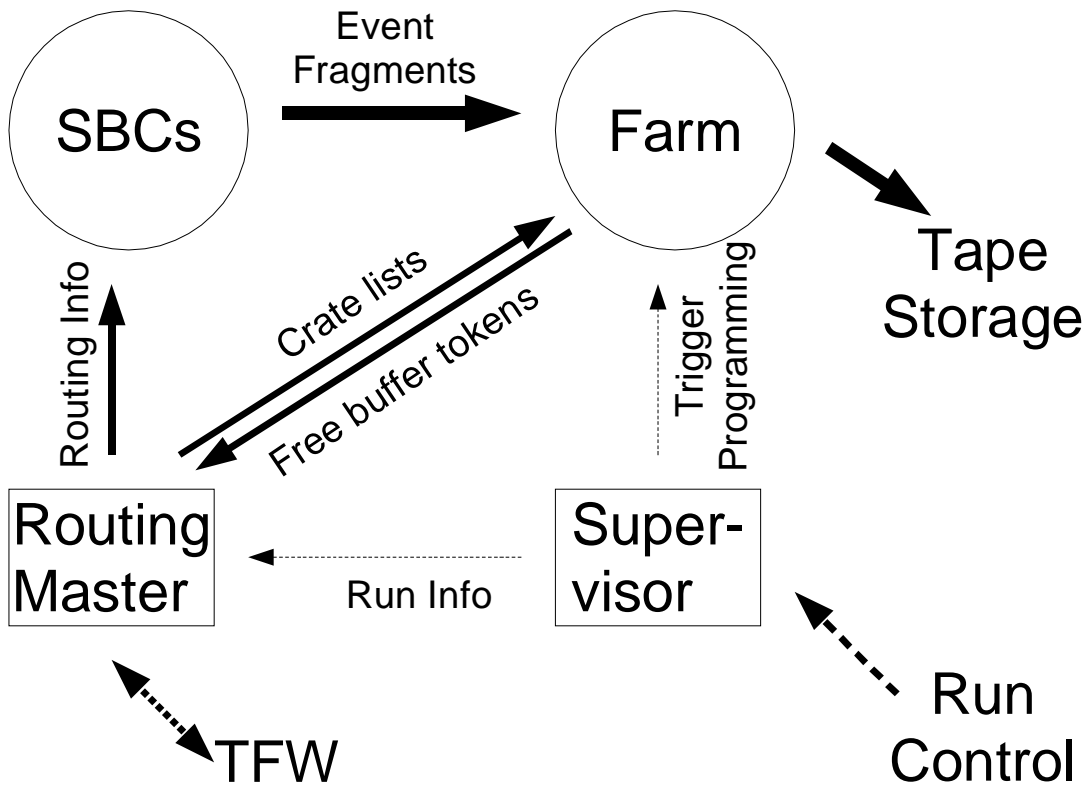 Event
Fragments
SBCs
Farm
Tape
Storage
Routing Info
Crate lists
Free buffer tokens
Trigger
Programming
Routing
Master
Super-
visor
Run Info
Run
Control
TFW